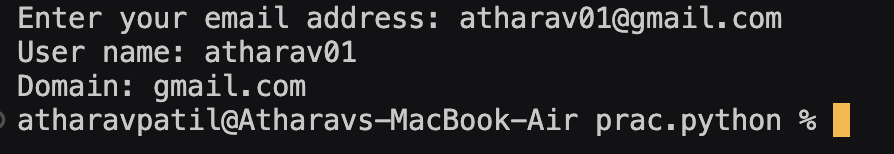 Enter your email address: atharav01@gmail.com
User name: atharav01
Domain: gmail.com
atharavpatil@Atharavs-MacBook-Air prac.python %